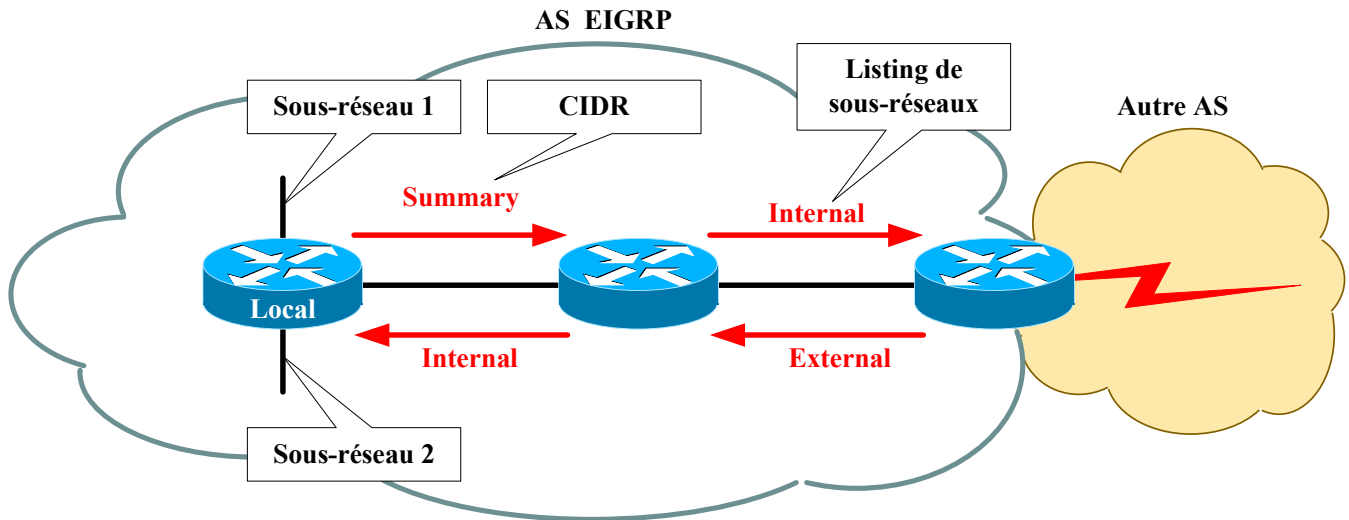 AS EIGRP
Sous-réseau 1
CIDR
Listing de
sous-réseaux
Autre AS
Summary
Internal
Local
Internal
External
Sous-réseau 2